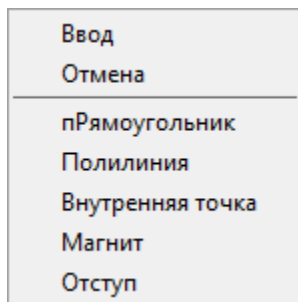 Ввод
Отмена
пРямоугольник
Полилиния
Внутренняя точка
Магнит
Отступ